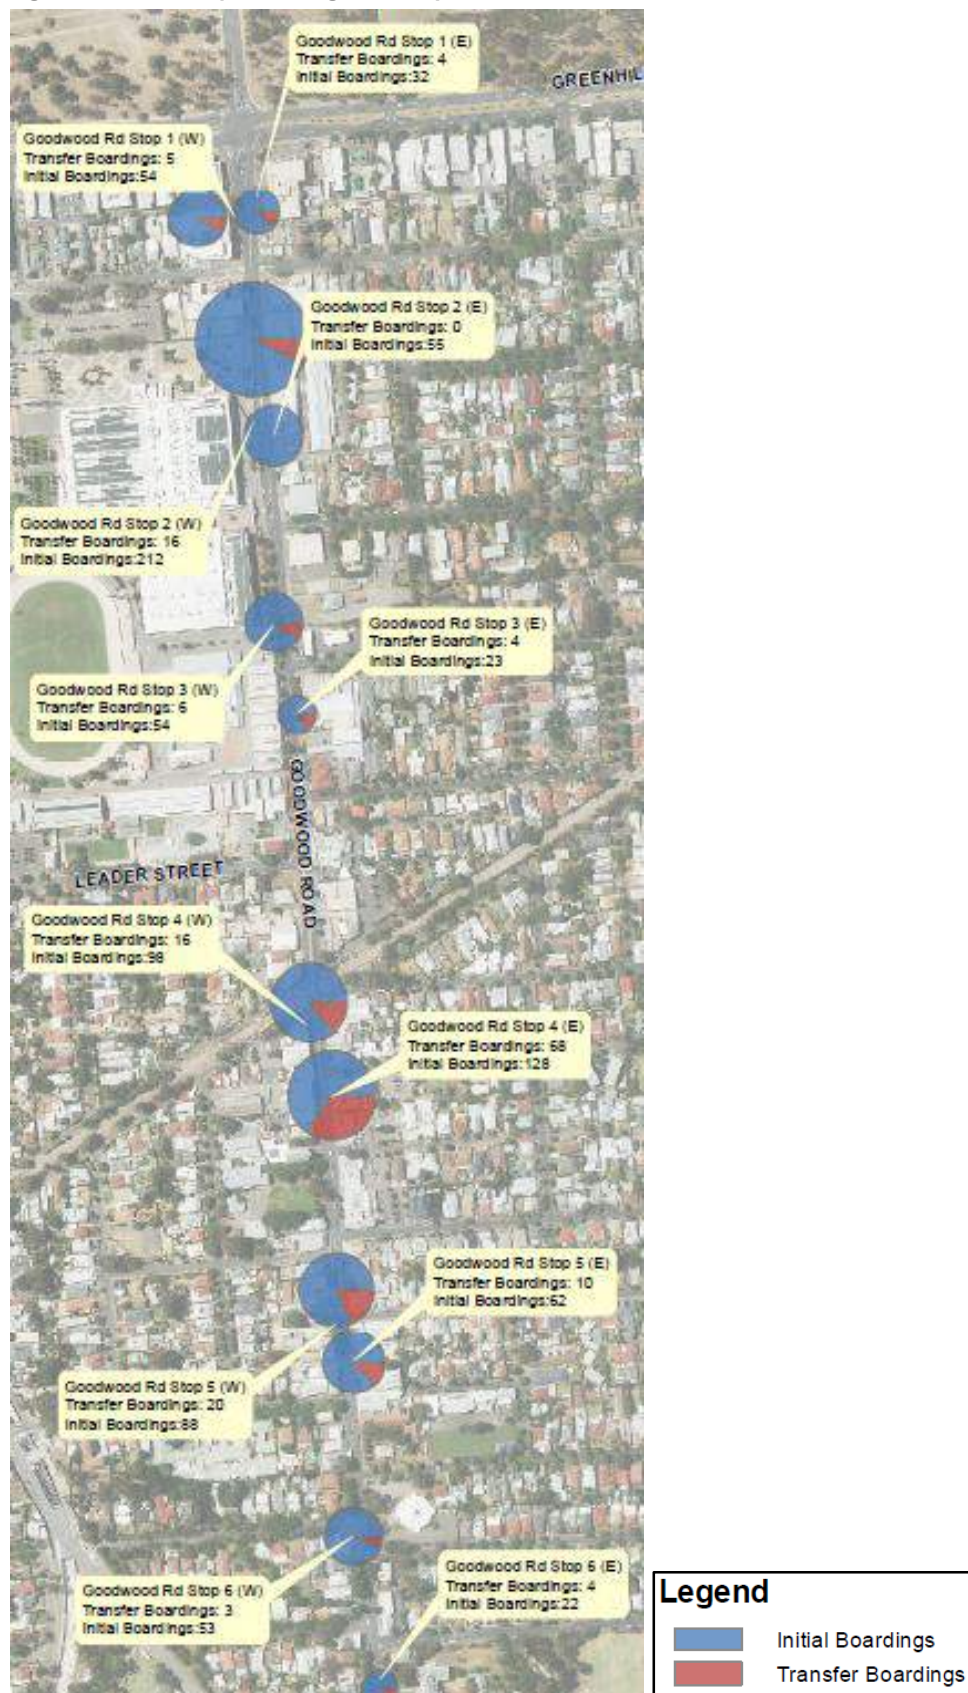 Goodwood Rd Stop 1 (E)
Transfer Boardings: 4
Initial Boardings:32
GREENHIL
Goodwood Rd Stop 1 (W)
Transfer Boardings: 5
Initial Boardings:54
Goodwood Rd Stop 2 (E)
Transfer Boardings: 0
Initial Boardings:55
Goodwood Rd Stop 2 (W)
Transfer Boardings: 16
Initial Boardings:212
Goodwood Rd Stop 3 (E)
Transfer Boardings: 4
Initial Boardings:23
Goodwood Rd Stop 3 (W)
Transfer Boardings: 6
Initial Boardings:54
GOODWOOD ROAD
LEADER STREET
Goodwood Rd Stop 4 (W)
Transfer Boardings: 16
Initial Boardings:98
Goodwood Rd Stop 4 (E)
Transfer Boardings: 68
Initial Boardings:128
Goodwood Rd Stop 5 (E)
Transfer Boardings: 10
Initial Boardings:62
Goodwood Rd Stop 5 (W)
Transfer Boardings: 20
Initial Boardings:88
Goodwood Rd Stop 6 (E)
Transfer Boardings: 4
Initial Boardings:22
Goodwood Rd Stop 6 (W)
Transfer Boardings: 3
Initial Boardings:53
Legend
Initial Boardings
Transfer Boardings